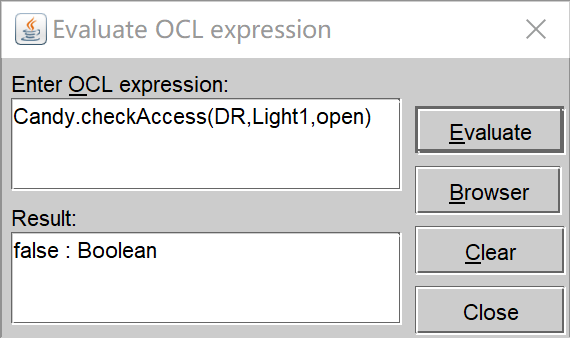 Evaluate OCL expression
Enter OCL expression:
Candy.checkAccess(DR,Light1,open)
Evaluate
Browser
Result:
false : Boolean
Clear
Close